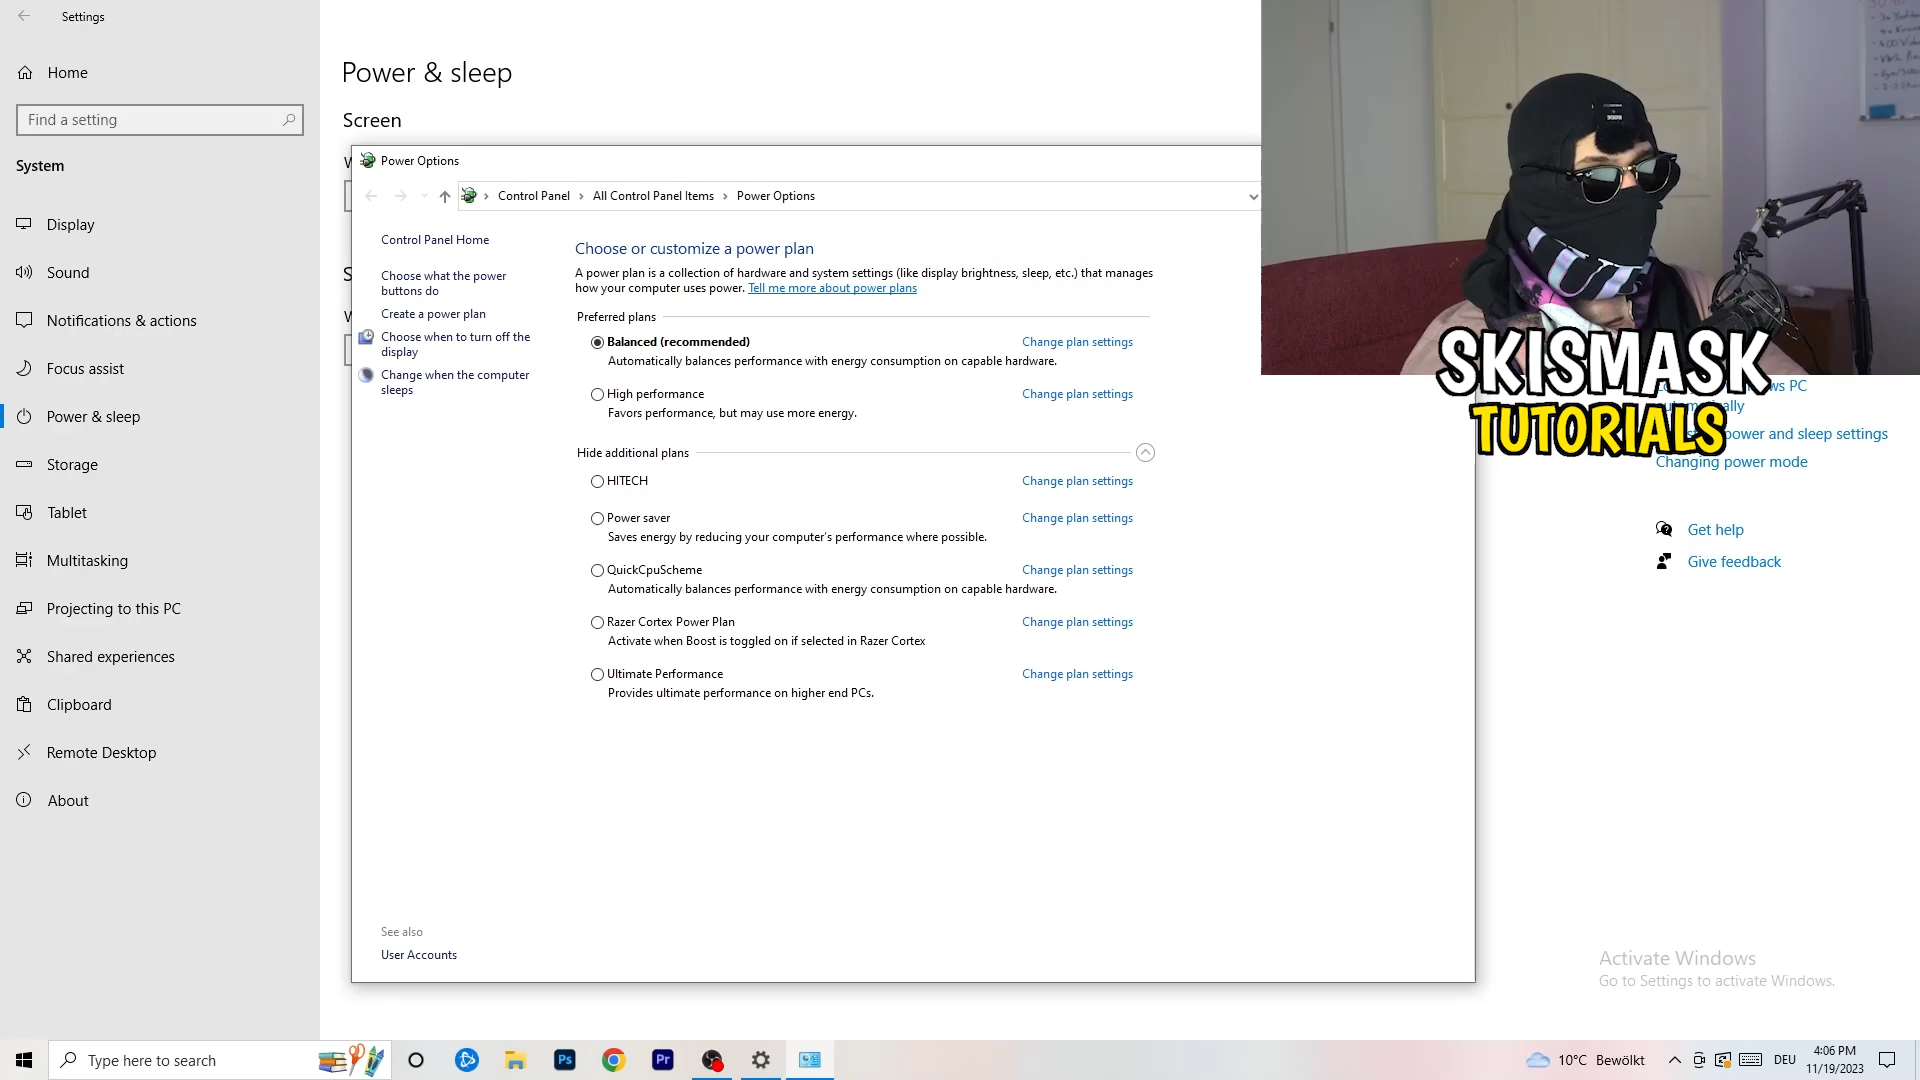 Settings
Home
Find a setting
System
Display
Sound
Notifications & actions
Focus assist
Power & sleep
Storage
Tablet
Multitasking
Projecting to this PC
Shared experiences
Clipboard
Remote Desktop
About
Power & sleep
Screen
Power Options
Control Panel
All Control Panel Items
Power Options
Control Panel Home
Choose what the power
buttons do
Create a power plan
Choose when to turn off the
display
Change when the computer
sleeps
See also
User Accounts
Choose or customize a power plan
A power plan is a collection of hardware and system settings (like display brightness, sleep, etc.) that manages
how your computer uses power. Tell me more about power plans
Preferred plans
Balanced (recommended) Change plan settings
Automatically balances performance with energy consumption on capable hardware.
High performance Change plan settings
Favors performance, but may use more energy.
Hide additional plans
HITECH Change plan settings
Power saver Change plan settings
Saves energy by reducing your computer's performance where possible.
QuickCpuScheme Change plan settings
Automatically balances performance with energy consumption on capable hardware.
Razer Cortex Power Plan Change plan settings
Activate when Boost is toggled on if selected in Razer Cortex
Ultimate Performance Change plan settings
Provides ultimate performance on higher end PCs.
SKISMASK
TUTORIALS
PC
power and sleep settings
Changing power mode
Get help
Give feedback
Activate Windows
Go to Settings to activate Windows.
Type here to search
Ps
Pr
10°C Bewölkt
DEU
4:06 PM
11/19/2023